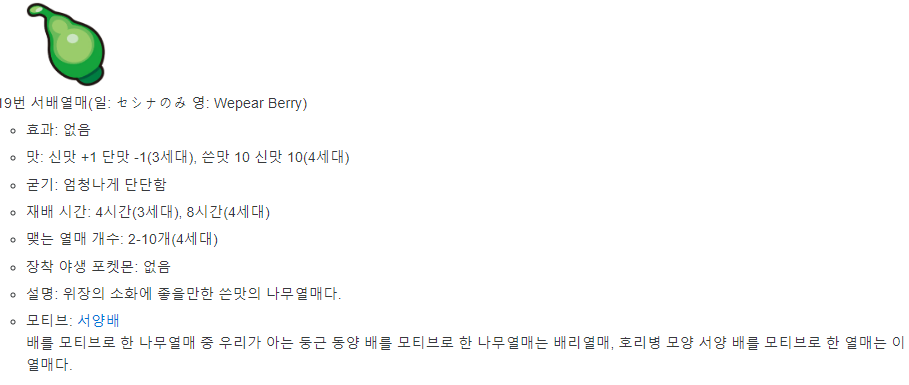 19번 서배열매(일: セシナのみ 영: Wepear Berry)
효과: 없음
맛: 신맛 +1 단맛 -1(3세대), 쓴맛 10 신맛 10(4세대)
굳기: 엄청나게 단단함
재배 시간: 4시간(3세대), 8시간(4세대)
맺는 열매 개수: 2-10개(4세대)
장착 야생 포켓몬: 없음
설명: 위장의 소화에 좋을만한 쓴맛의 나무열매다.
모티브: 서양배
배를 모티브로 한 나무열매 중 우리가 아는 둥근 동양 배를 모티브로 한 나무열매는 배리열매, 호리병 모양 서양 배를 모티브로 한 열매는 이
열매다.